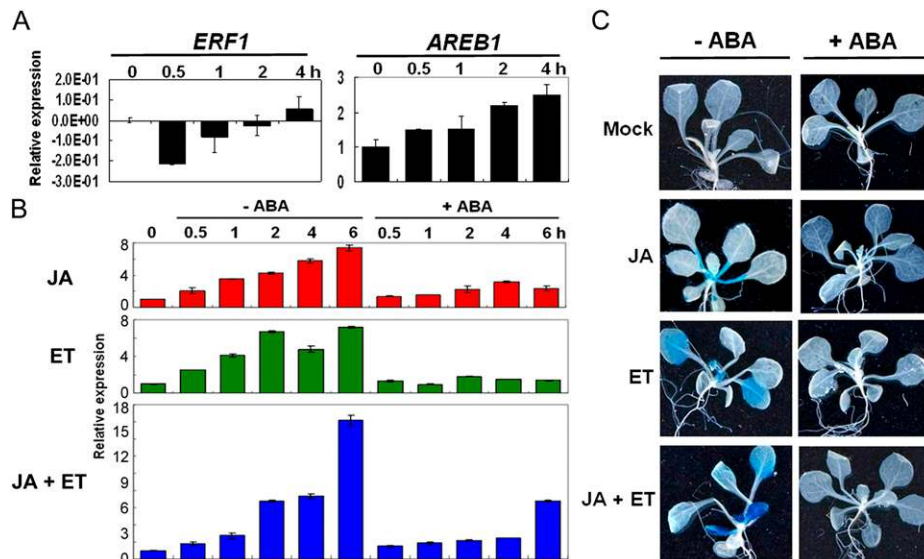 A
ERF1
0 0.5 1 2 4 h
Relative expression
2.0E-01
1.0E-01
0.0E+00
-1.0E-01
-2.0E-01
-3.0E-01
AREB1
0 0.5 1 2 4 h
3
2
1
0
B
- ABA + ABA
0 0.5 1 2 4 6 0.5 1 2 4 6 h
JA
8
4
0
ET
8
4
0
Relative expression
JA + ET
18
15
12
9
6
3
0
C
- ABA + ABA
Mock
JA
ET
JA + ET